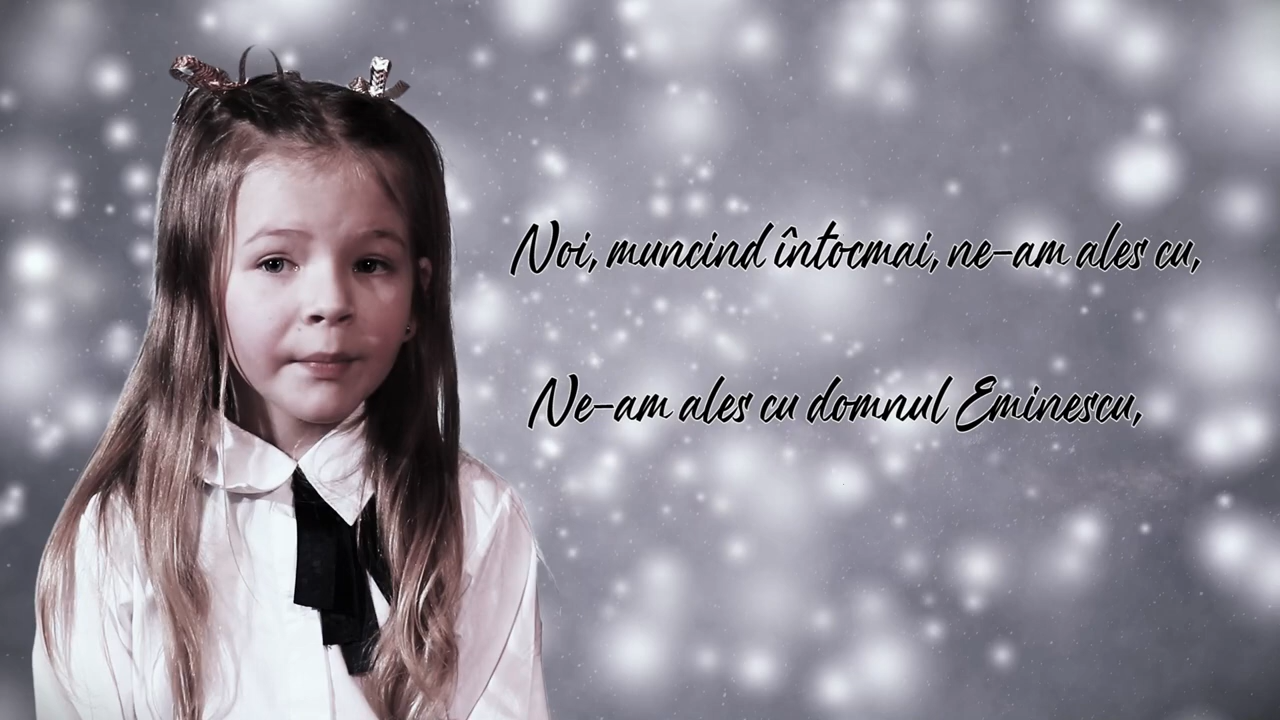 Noi, muncind întocmai, ne-am ales cu,
Ne-am ales cu domnul Eminescu,